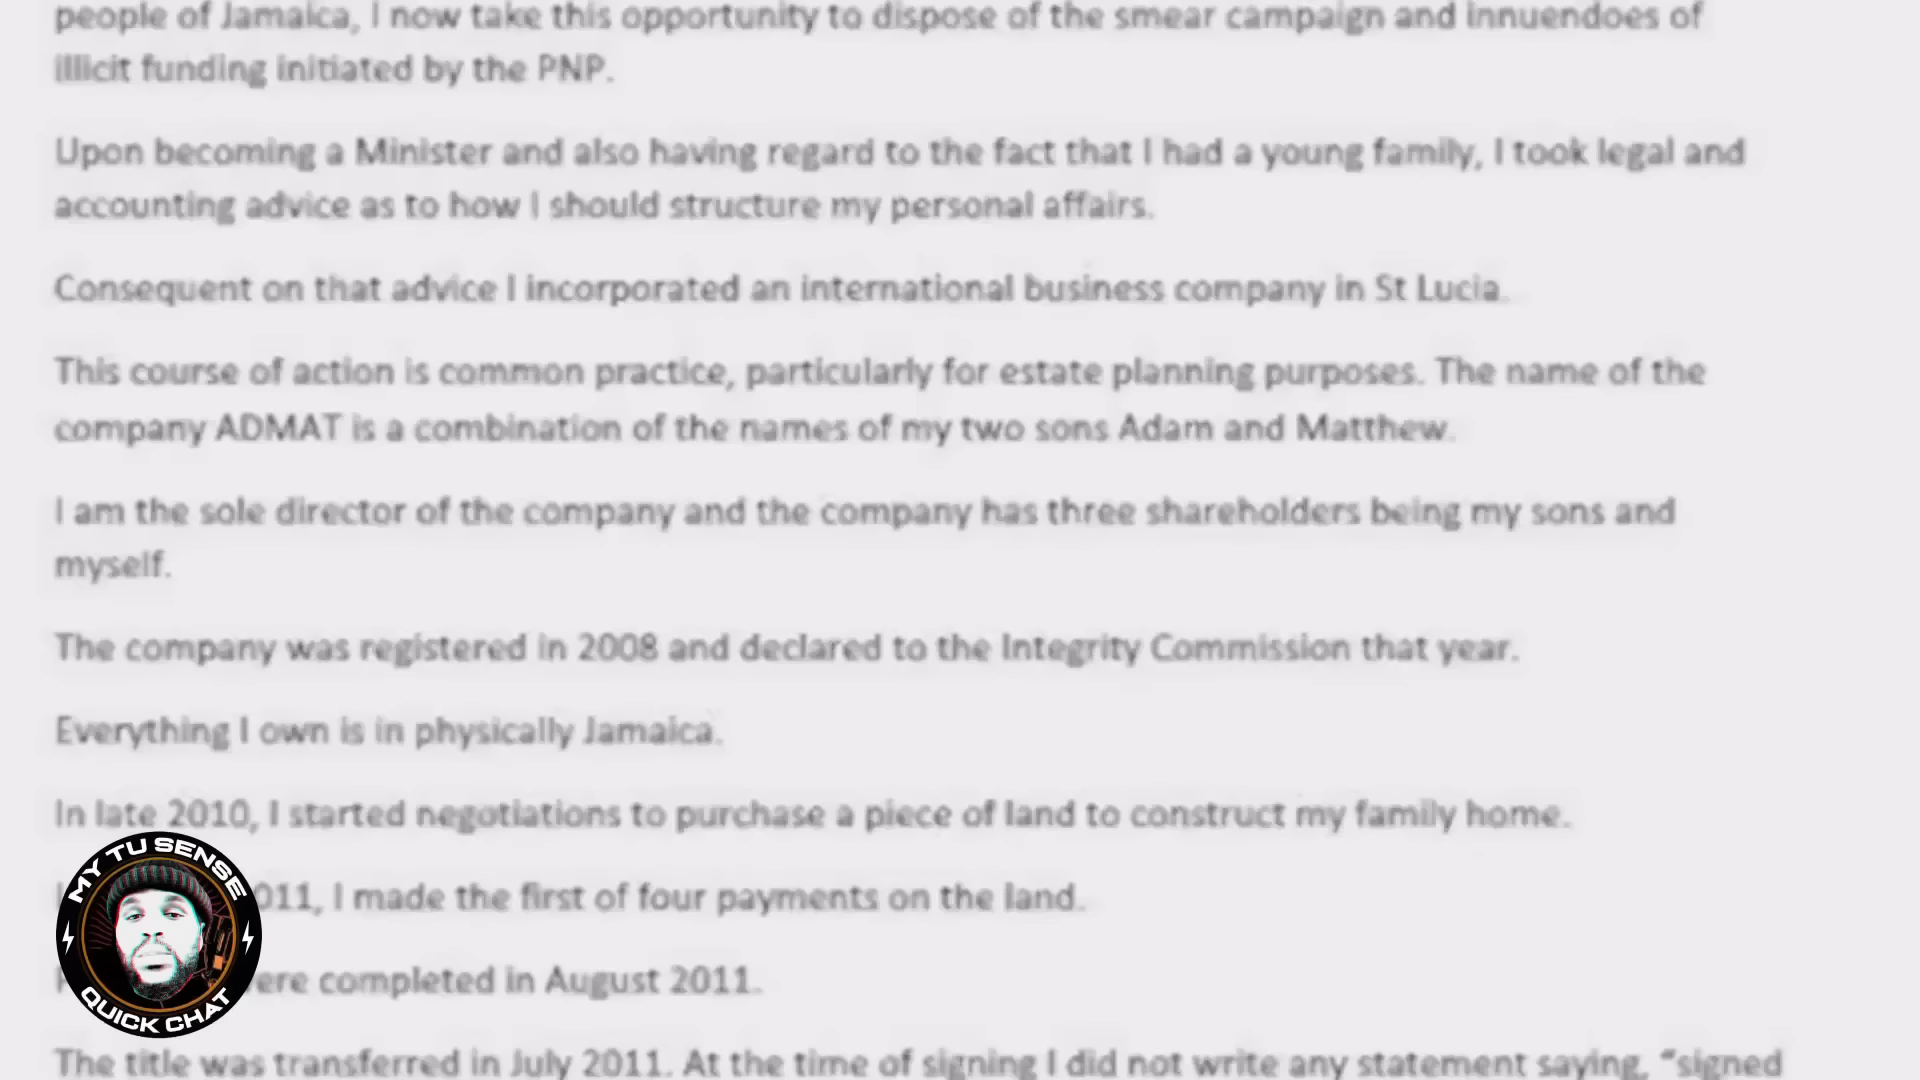 people of Jamaica, I now take this opportunity to dispose of the smear campaign and innuendoes of
illicit funding initiated by the PNP.
Upon becoming a Minister and also having regard to the fact that I had a young family, I took legal and
accounting advice as to how I should structure my personal affairs.
Consequent on that advice I incorporated an international business company in St Lucia.
This course of action is common practice, particularly for estate planning purposes. The name of the
company ADMAT is a combination of the names of my two sons Adam and Matthew.
I am the sole director of the company and the company has three shareholders being my sons and
myself.
The company was registered in 2008 and declared to the Integrity Commission that year.
Everything I own is in physically Jamaica.
In late 2010, I started negotiations to purchase a piece of land to construct my family home.
011, I made the first of four payments on the land.
ere completed in August 2011.
The title was transferred in July 2011. At the time of signing I did not write any statement saying, “signed
MY TU SENSE
QUICK CHAT